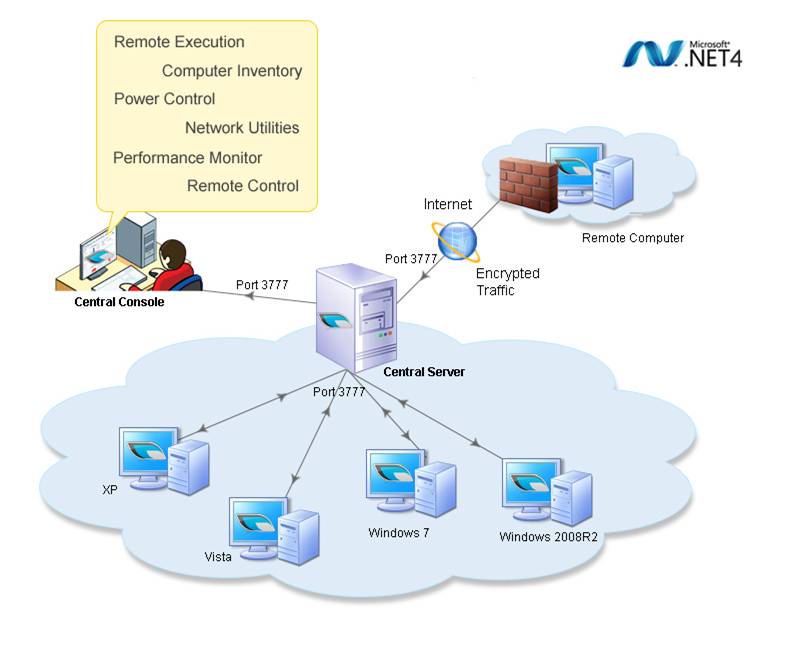 Remote Execution
Computer Inventory
Power Control
Network Utilities
Performance Monitor
Remote Control
Microsoft®
.NET4
Internet
Remote Computer
Port 3777
Encrypted
Traffic
Port 3777
Central Console
Central Server
Port 3777
XP
Vista
Windows 7
Windows 2008R2